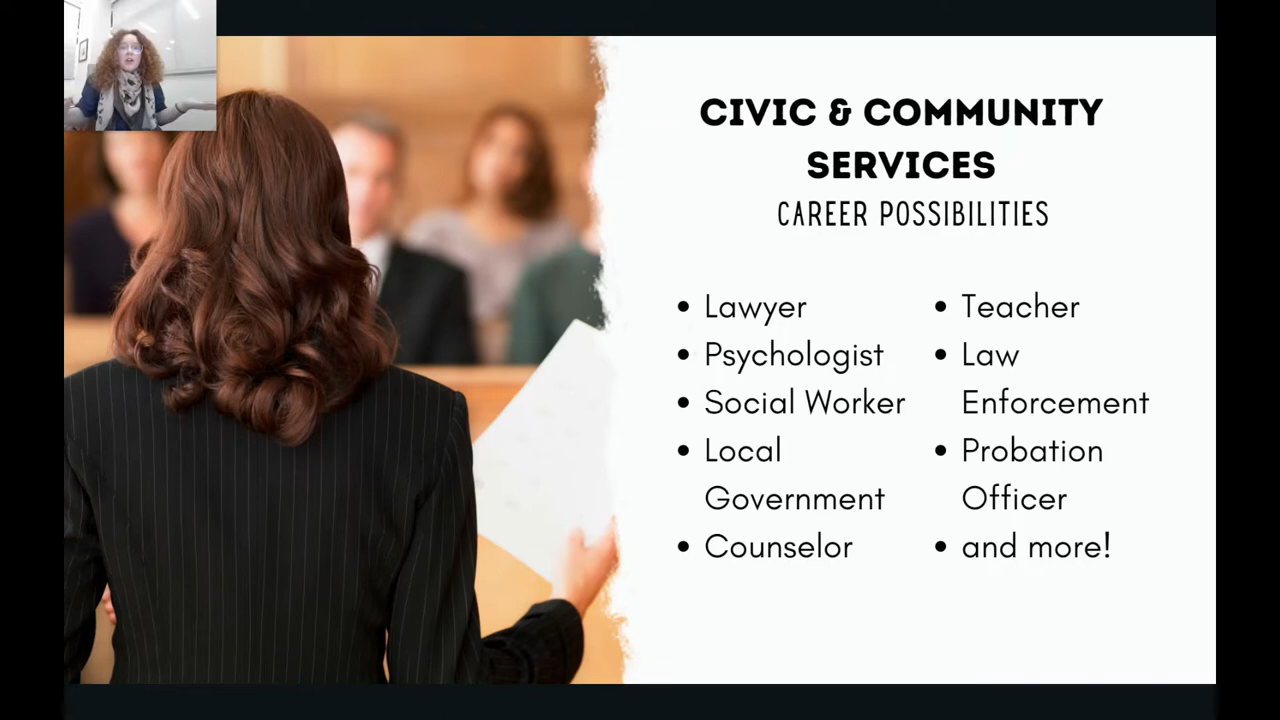 CIVIC & COMMUNITY
SERVICES
CAREER POSSIBILITIES
• Lawyer
• Psychologist
• Social Worker
• Local
Government
• Counselor
• Teacher
• Law
Enforcement
• Probation
Officer
• and more!